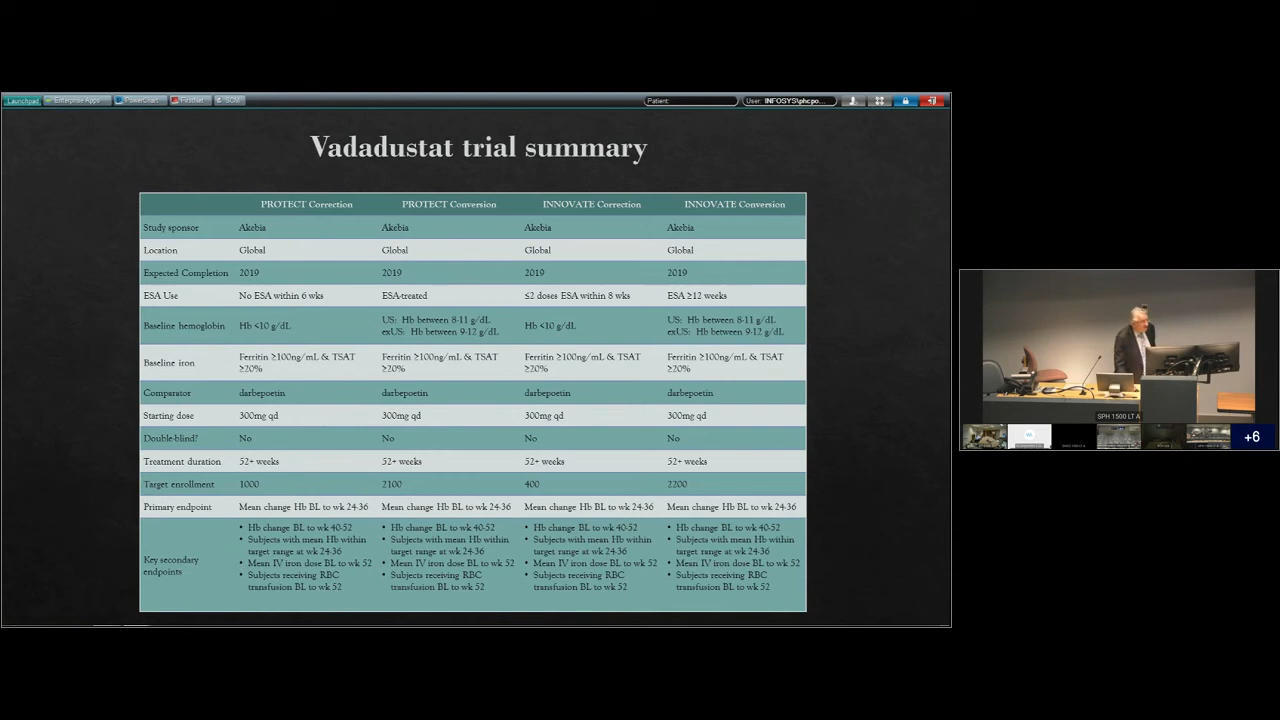 Launchpad Enterprise Apps PowerChart FirstNet SCM Patient: User: INFOSYS\phcpo...
Vadadustat trial summary
PROTECT Correction PROTECT Conversion INNOVATE Correction INNOVATE Conversion
Study sponsor Akebia Akebia Akebia Akebia
Location Global Global Global Global
Expected Completion 2019 2019 2019 2019
ESA Use No ESA within 6 wks ESA-treated ≤2 doses ESA within 8 wks ESA ≥12 weeks
Baseline hemoglobin Hb <10 g/dL US: Hb between 8-11 g/dL Hb <10 g/dL US: Hb between 8-11 g/dL
exUS: Hb between 9-12 g/dL exUS: Hb between 9-12 g/dL
Baseline iron Ferritin ≥100ng/mL & TSAT Ferritin ≥100ng/mL & TSAT Ferritin ≥100ng/mL & TSAT Ferritin ≥100ng/mL & TSAT
≥20% ≥20% ≥20% ≥20%
Comparator darbepoetin darbepoetin darbepoetin darbepoetin
Starting dose 300mg qd 300mg qd 300mg qd 300mg qd
Double-blind? No No No No
Treatment duration 52+ weeks 52+ weeks 52+ weeks 52+ weeks
Target enrollment 1000 2100 400 2200
Primary endpoint Mean change Hb BL to wk 24-36 Mean change Hb BL to wk 24-36 Mean change Hb BL to wk 24-36 Mean change Hb BL to wk 24-36
• Hb change BL to wk 40-52 • Hb change BL to wk 40-52 • Hb change BL to wk 40-52 • Hb change BL to wk 40-52
• Subjects with mean Hb within • Subjects with mean Hb within • Subjects with mean Hb within • Subjects with mean Hb within
target range at wk 24-36 target range at wk 24-36 target range at wk 24-36 target range at wk 24-36
Key secondary endpoints • Mean IV iron dose BL to wk 52 • Mean IV iron dose BL to wk 52 • Mean IV iron dose BL to wk 52 • Mean IV iron dose BL to wk 52
• Subjects receiving RBC • Subjects receiving RBC • Subjects receiving RBC • Subjects receiving RBC
transfusion BL to wk 52 transfusion BL to wk 52 transfusion BL to wk 52 transfusion BL to wk 52
SPH 1500 LT A
+6